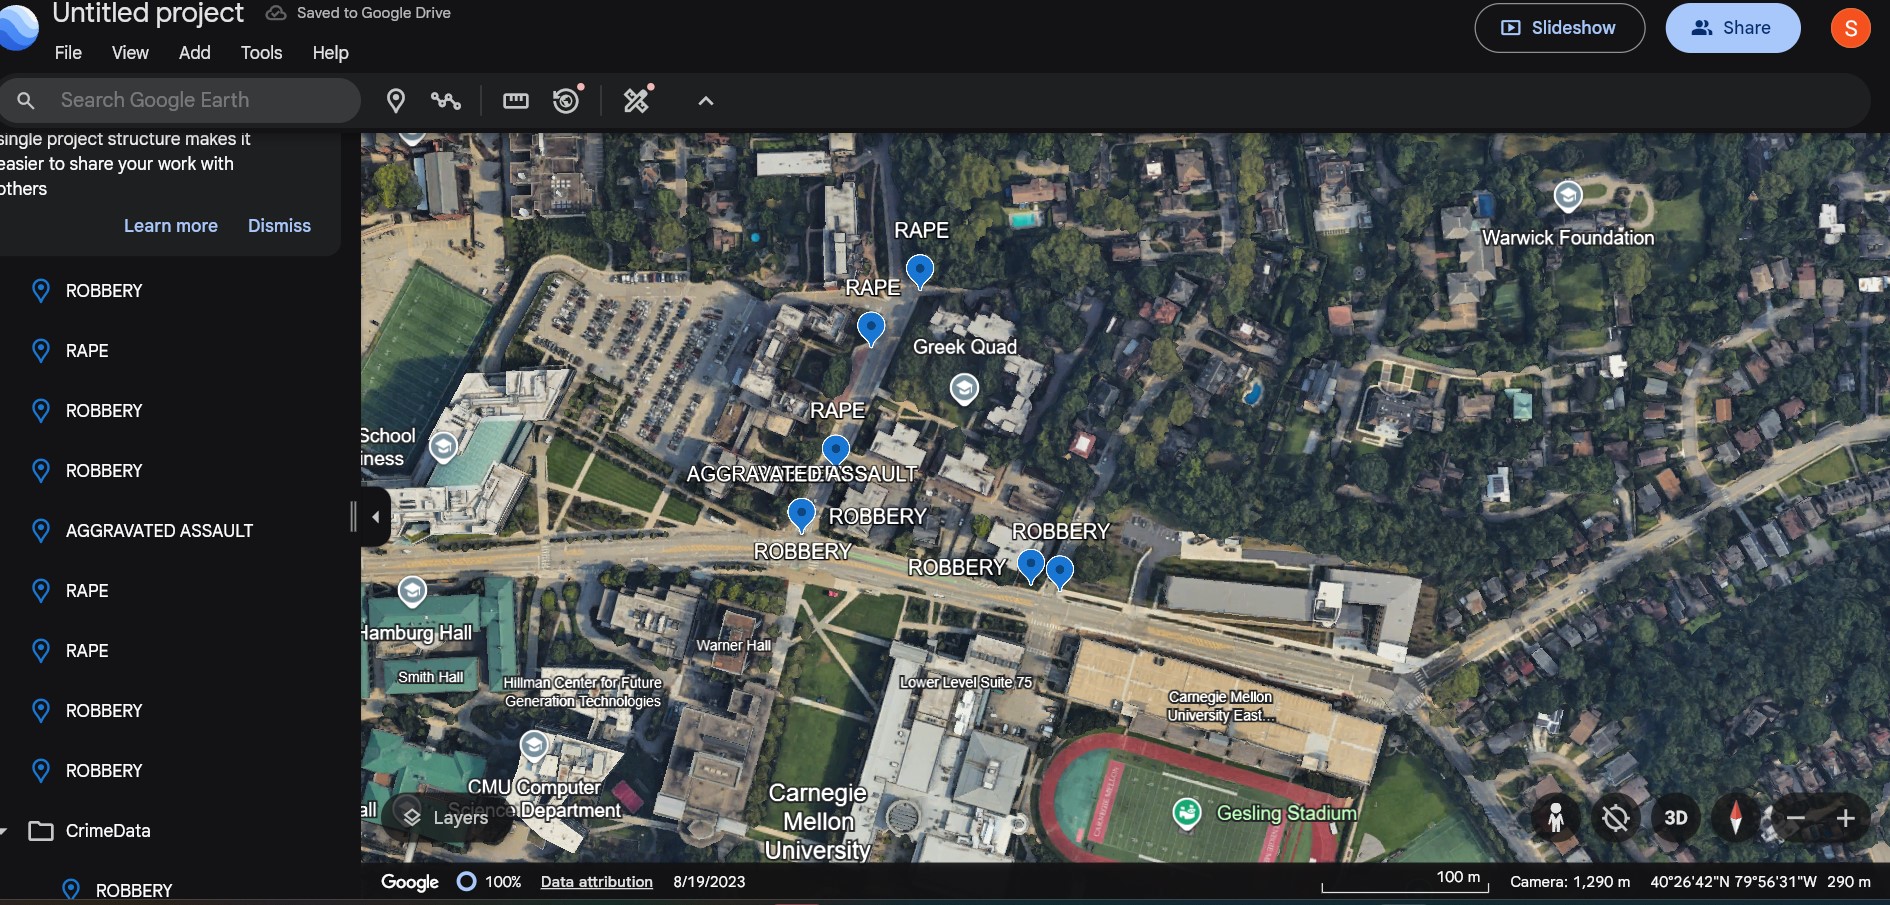 Untitled project
Saved to Google Drive
File View Add Tools Help
Slideshow
Share
S
Search Google Earth
single project structure makes it
easier to share your work with
others
Learn more Dismiss
ROBBERY
RAPE
ROBBERY
ROBBERY
AGGRAVATED ASSAULT
RAPE
RAPE
ROBBERY
ROBBERY
CrimeData
ROBBERY
RAPE
Warwick Foundation
RAPE
Greek Quad
RAPE
School
iness
AGGRAVATED ASSAULT
ROBBERY
ROBBERY
ROBBERY
ROBBERY
Hamburg Hall
Warner Hall
Smith Hall
Hillman Center for Future
Generation Technologies
Lower Level Suite 75
Carnegie Mellon
University East...
CMU Computer
Science Department
all
Layers
Carnegie
Mellon
University
CARNEGIE MELLON
Gesling Stadium
3D
Google 100% Data attribution 8/19/2023 100 m Camera: 1,290 m 40°26'42"N 79°56'31"W 290 m